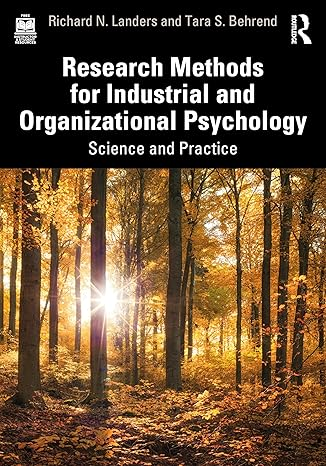 Richard N. Landers and Tara S. Behrend
Research Methods
for Industrial and
Organizational Psychology
Science and Practice